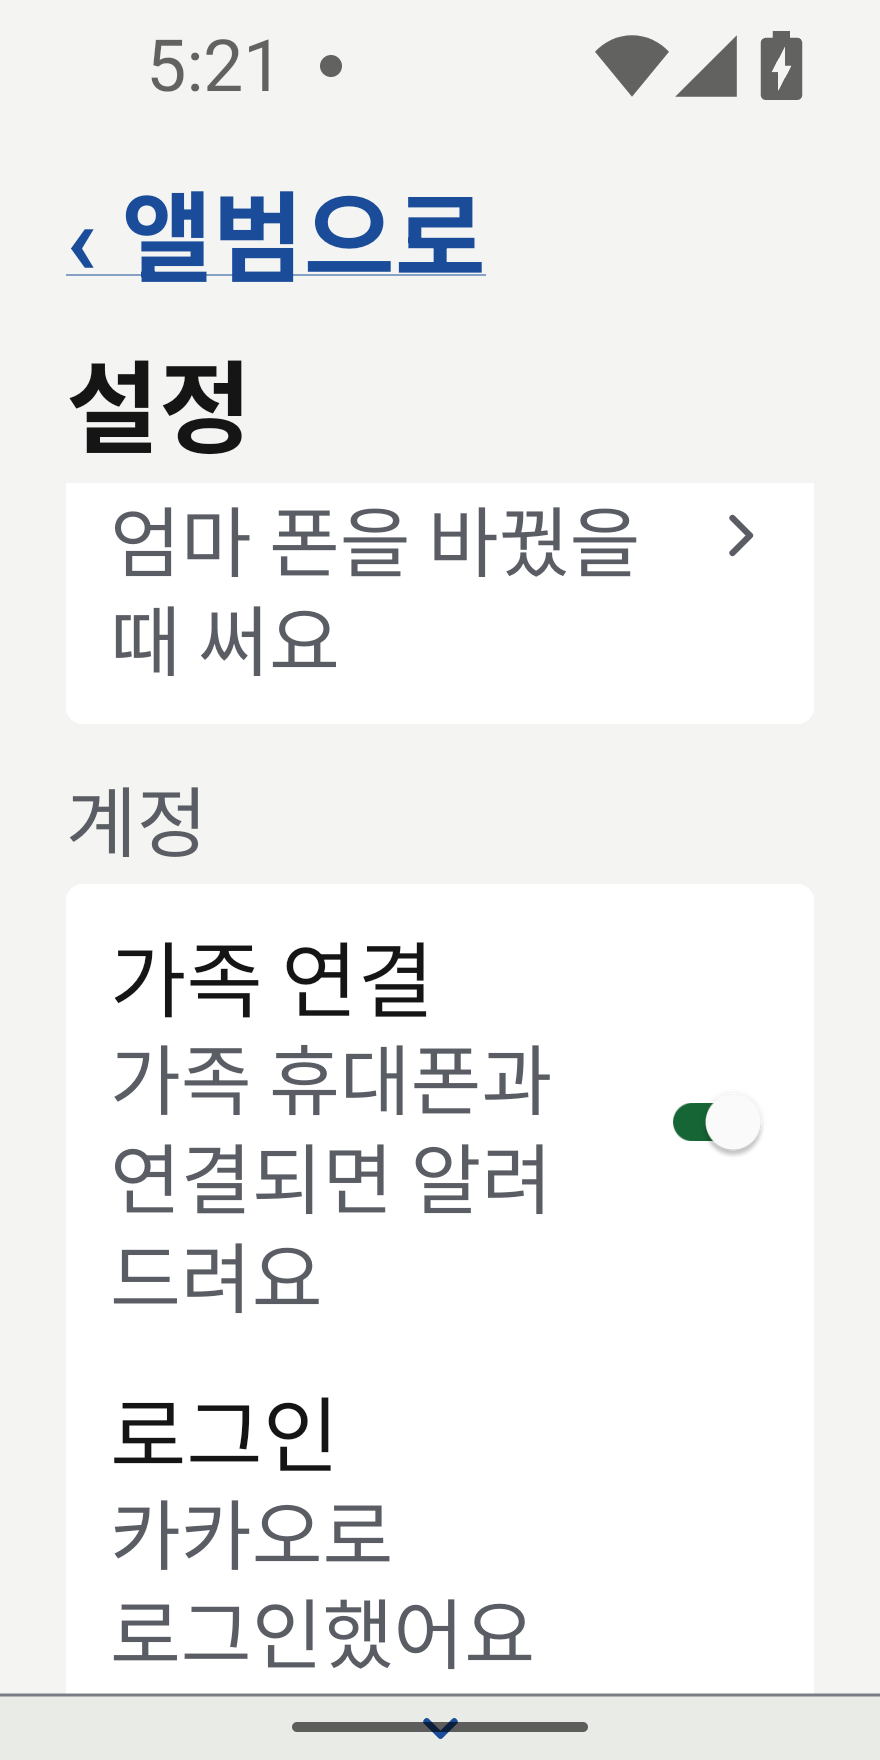 5:21
‹ 앨범으로
설정
엄마 폰을 바꿨을
때 써요
계정
가족 연결
가족 휴대폰과
연결되면 알려
드려요
로그인
카카오로
로그인했어요